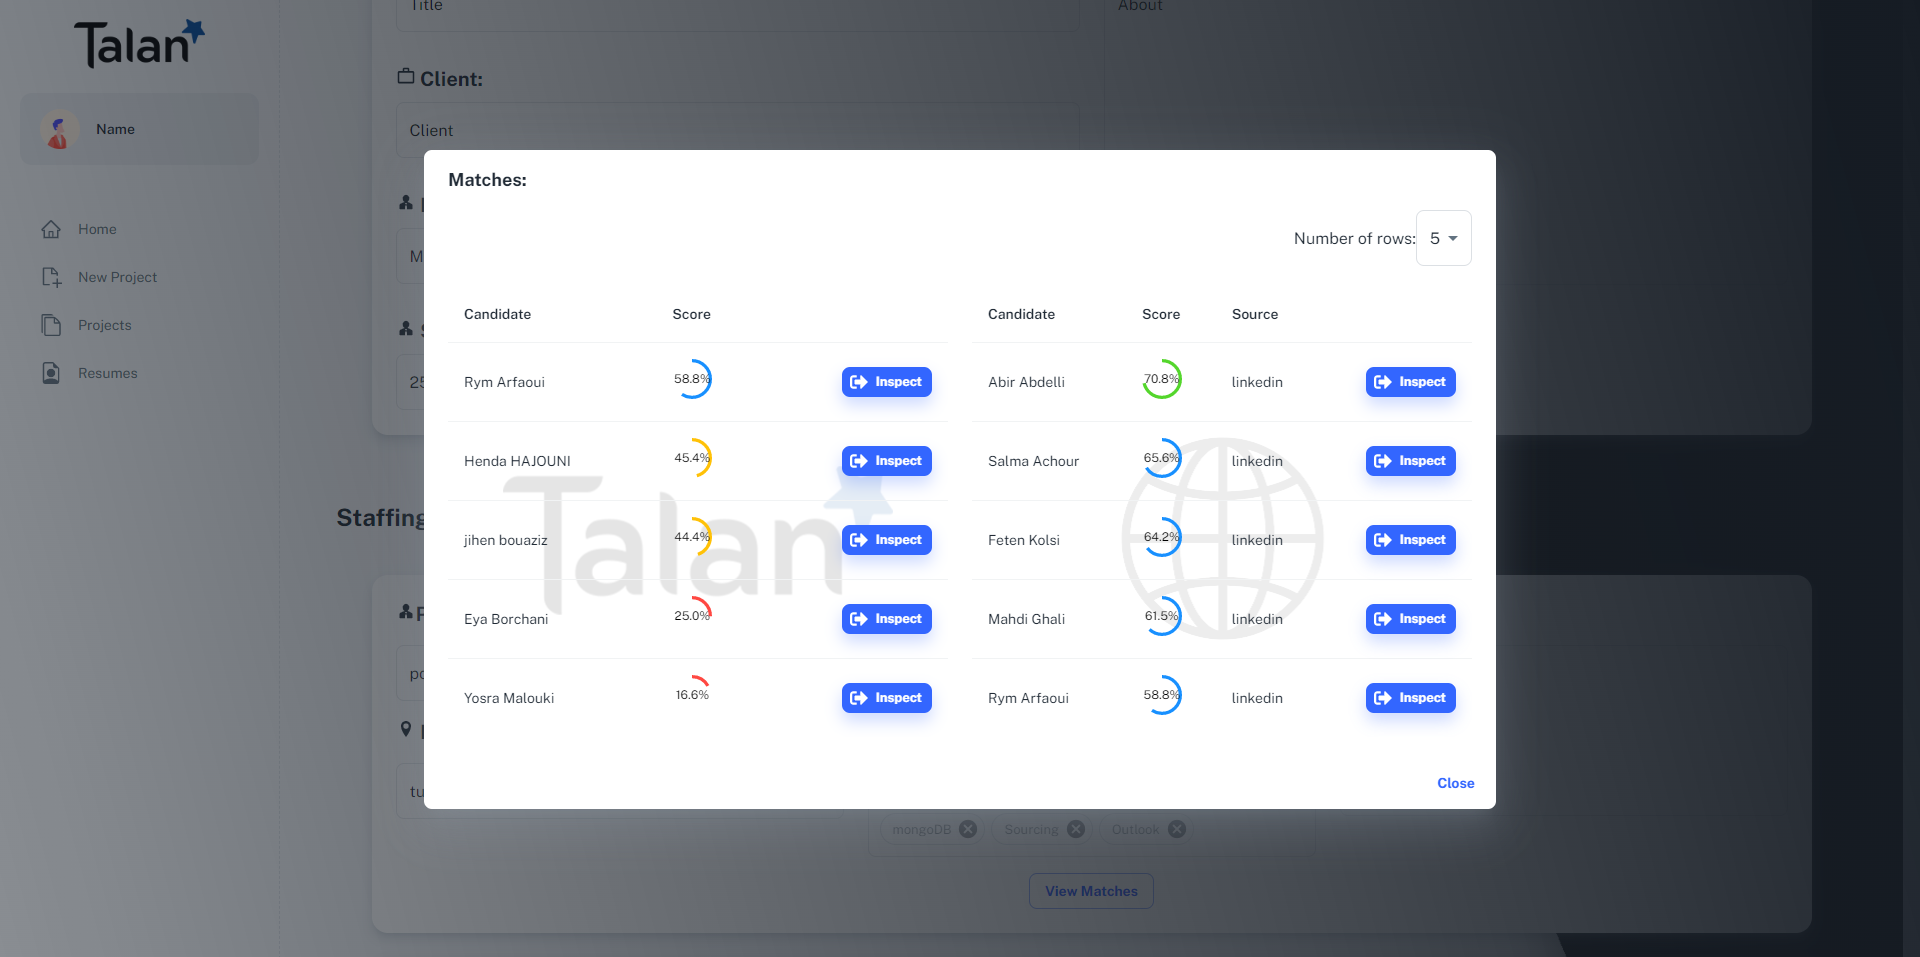 Talan
Name
Home
New Project
Projects
Resumes
Title
About
Client:
Client
Staffing
Matches:
Number of rows: 5
Candidate Score
Rym Arfaoui 58.8% Inspect
Henda HAJOUNI 45.4% Inspect
jihen bouaziz 44.4% Inspect
Eya Borchani 25.0% Inspect
Yosra Malouki 16.6% Inspect
Talan
Candidate Score Source
Abir Abdelli 70.8% linkedin Inspect
Salma Achour 65.6% linkedin Inspect
Feten Kolsi 64.2% linkedin Inspect
Mahdi Ghali 61.5% linkedin Inspect
Rym Arfaoui 58.8% linkedin Inspect
Close
mongoDB Sourcing Outlook
View Matches